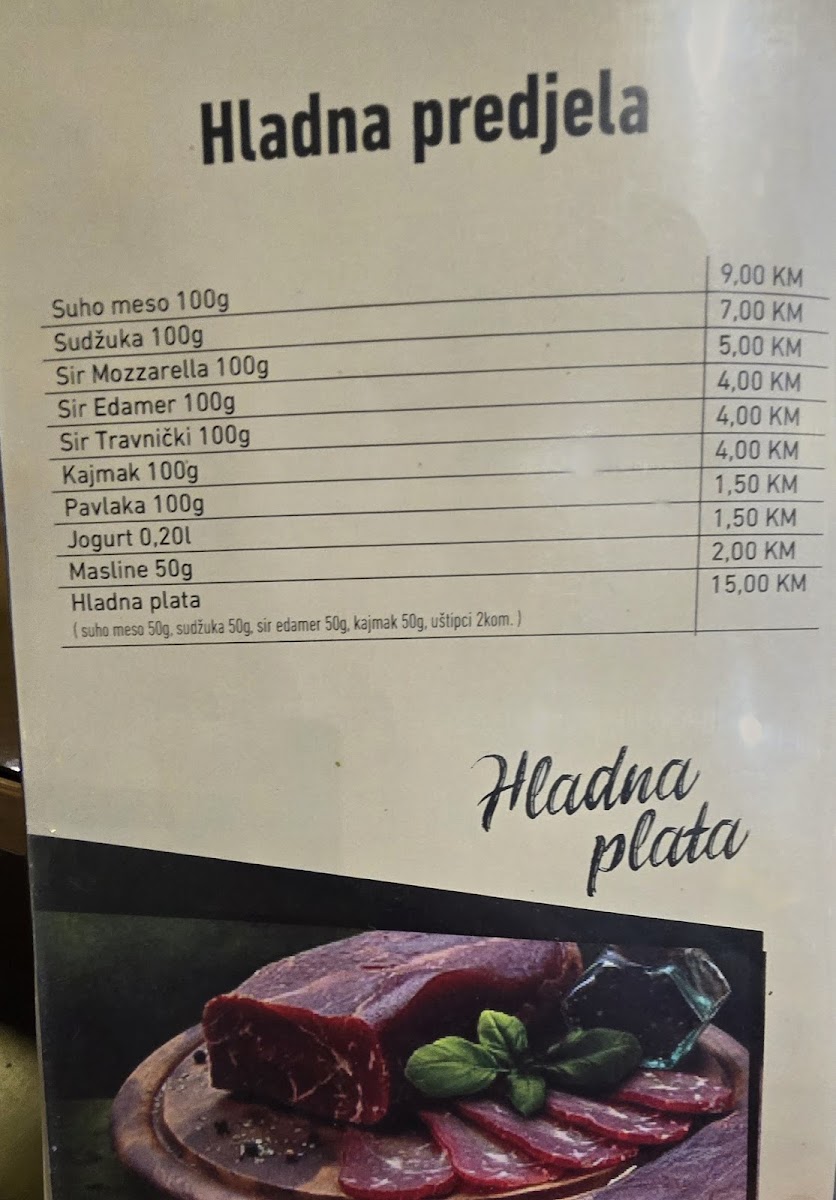 Hladna predjela
Suho meso 100g 9,00 KM
Sudžuka 100g 7,00 KM
Sir Mozzarella 100g 5,00 KM
Sir Edamer 100g 4,00 KM
Sir Travnički 100g 4,00 KM
Kajmak 100g 4,00 KM
Pavlaka 100g 1,50 KM
Jogurt 0,20l 1,50 KM
Masline 50g 2,00 KM
Hladna plata 15,00 KM
( suho meso 50g, sudžuka 50g, sir edamer 50g, kajmak 50g, uštipci 2kom. )
Hladna
plata